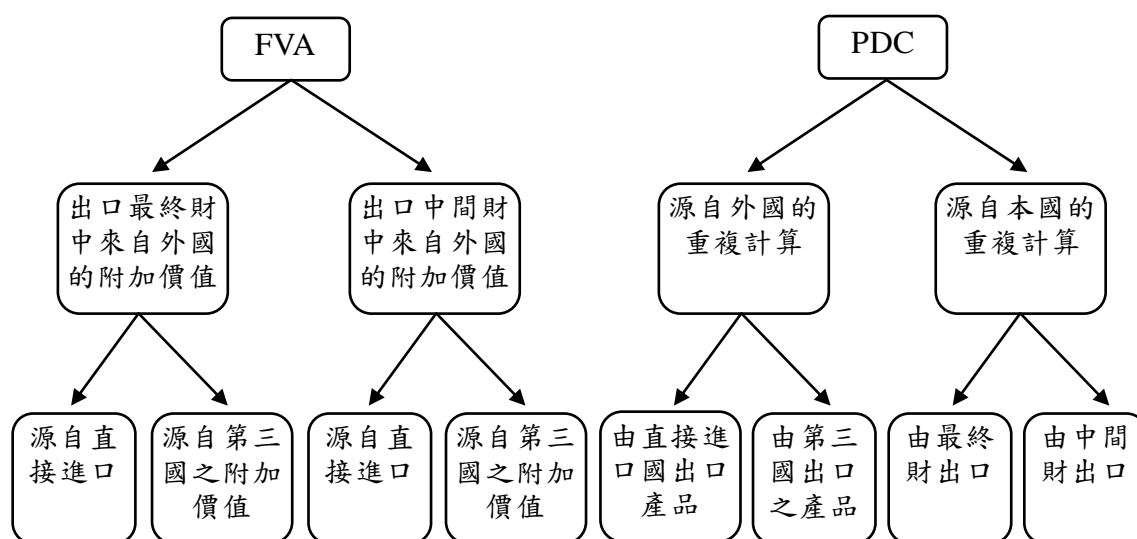 FVA
PDC
出口最終財
中來自外國
的附加價值
出口中間財
中來自外國
的附加價值
源自外國的
重複計算
源自本國的
重複計算
源自直
接進口
源自第三
國之附加
價值
源自直
接進口
源自第三
國之附加
價值
由直接進
口國出口
產品
由第三
國出口
之產品
由最終
財出口
由中間
財出口